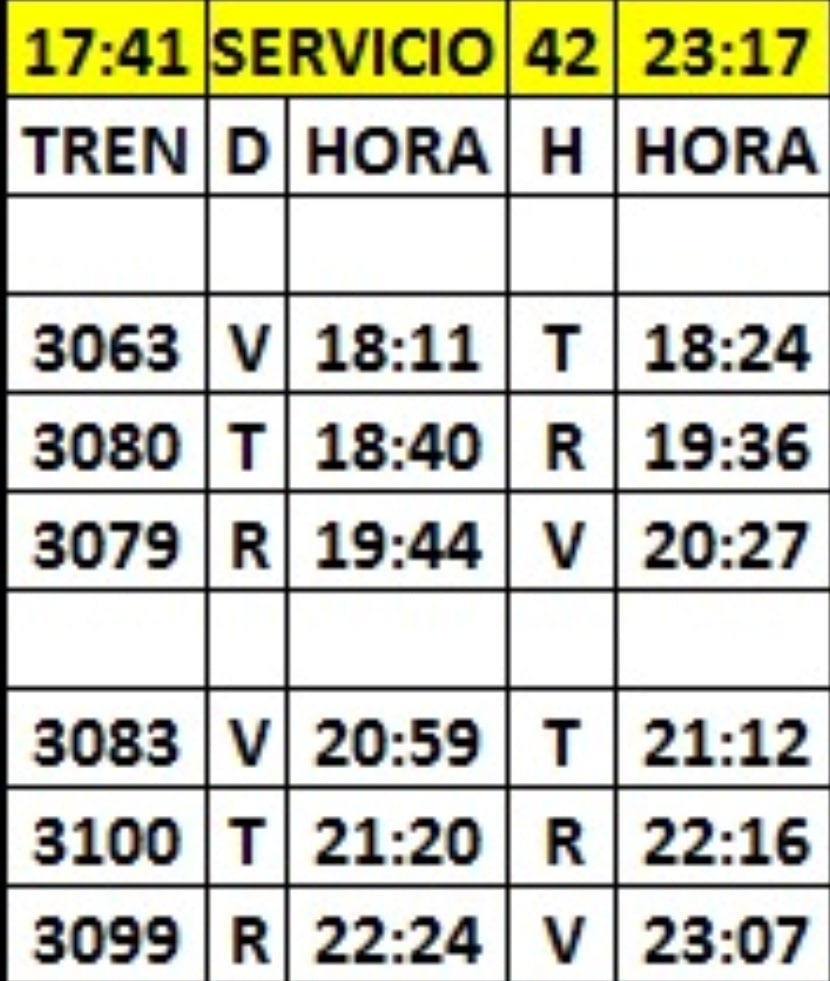 17:41 SERVICIO 42 23:17
TREN D HORA H HORA
3063 V 18:11 T 18:24
3080 T 18:40 R 19:36
3079 R 19:44 V 20:27
3083 V 20:59 T 21:12
3100 T 21:20 R 22:16
3099 R 22:24 V 23:07